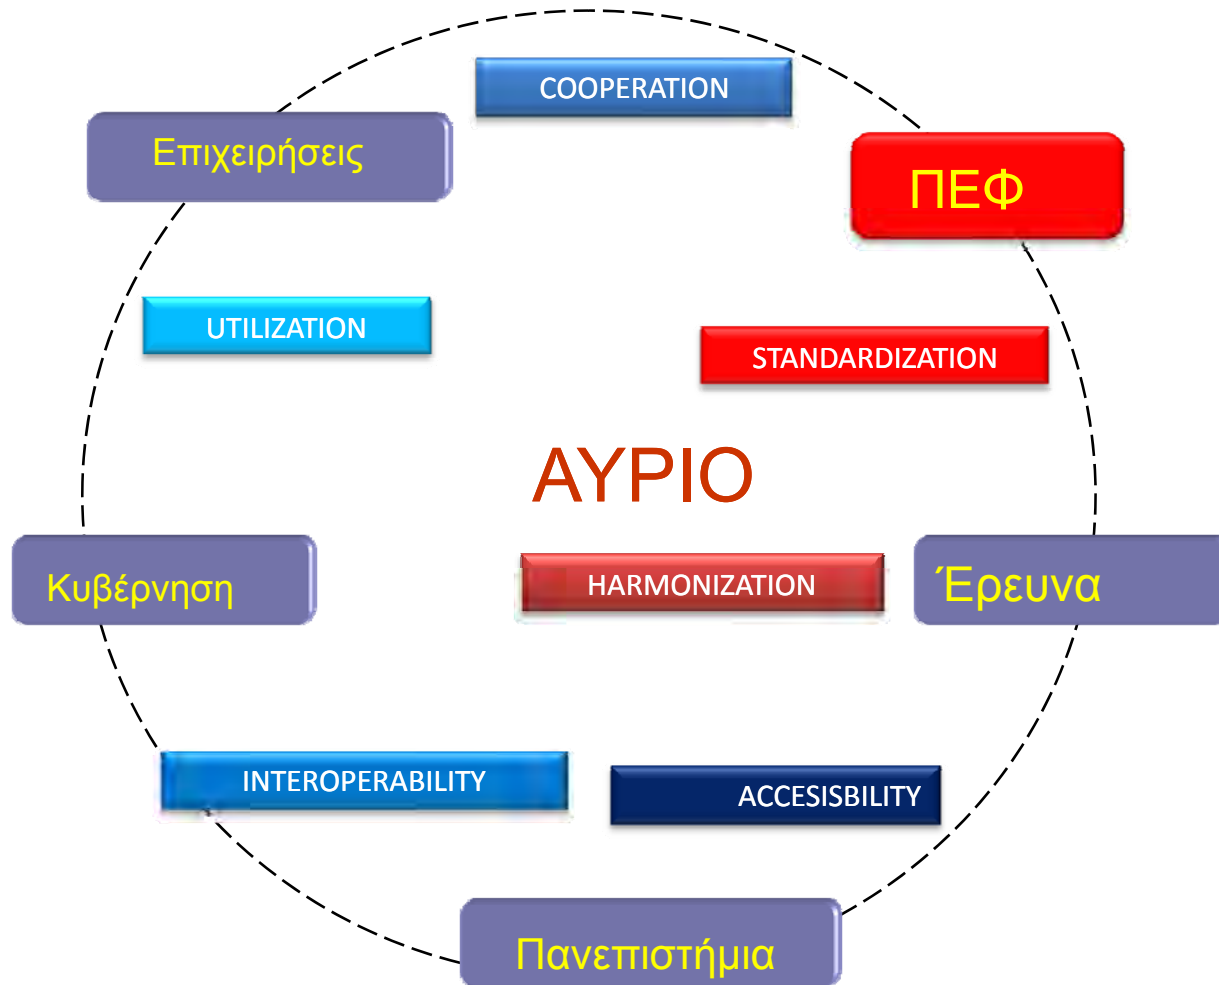 COOPERATION
Επιχειρήσεις
ΠΕΦ
UTILIZATION
STANDARDIZATION
ΑΥΡΙΟ
Κυβέρνηση
HARMONIZATION
Έρευνα
INTEROPERABILITY
ACCESISBILITY
Πανεπιστήμια